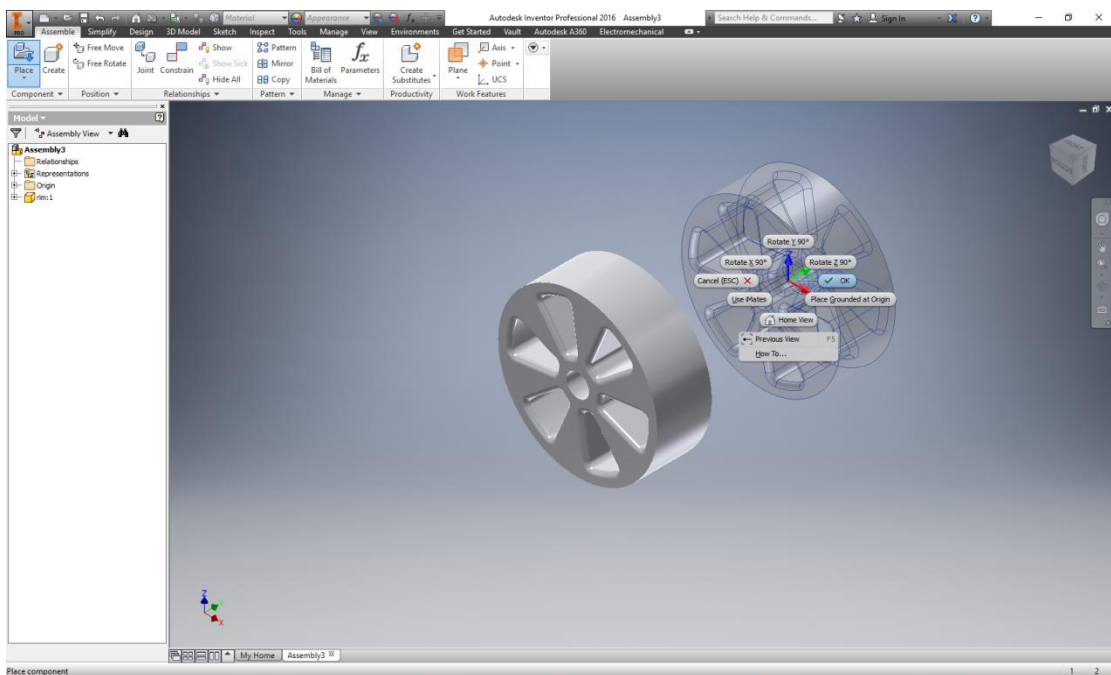 PRO
Material
Appearance
Autodesk Inventor Professional 2016 Assembly3
Search Help & Commands...
Sign In
Assemble Simplify Design 3D Model Sketch Inspect Tools Manage View Environments Get Started Vault Autodesk A360 Electromechanical
Place
Create
Free Move
Free Rotate
Joint
Constrain
Show
Show Sick
Hide All
Pattern
Mirror
Copy
Bill of
Materials
fx
Parameters
Create
Substitutes
Plane
Axis
Point
UCS
Component Position Relationships Pattern Manage Productivity Work Features
Model
Assembly View
Assembly3
Relationships
Representations
Origin
rim:1
FRONT
Rotate Y 90°
Rotate X 90°
Rotate Z 90°
Cancel (ESC)
OK
Use iMates
Place Grounded at Origin
Home View
Previous View F5
How To...
Z
Y
X
My Home Assembly3
Place component
1 2